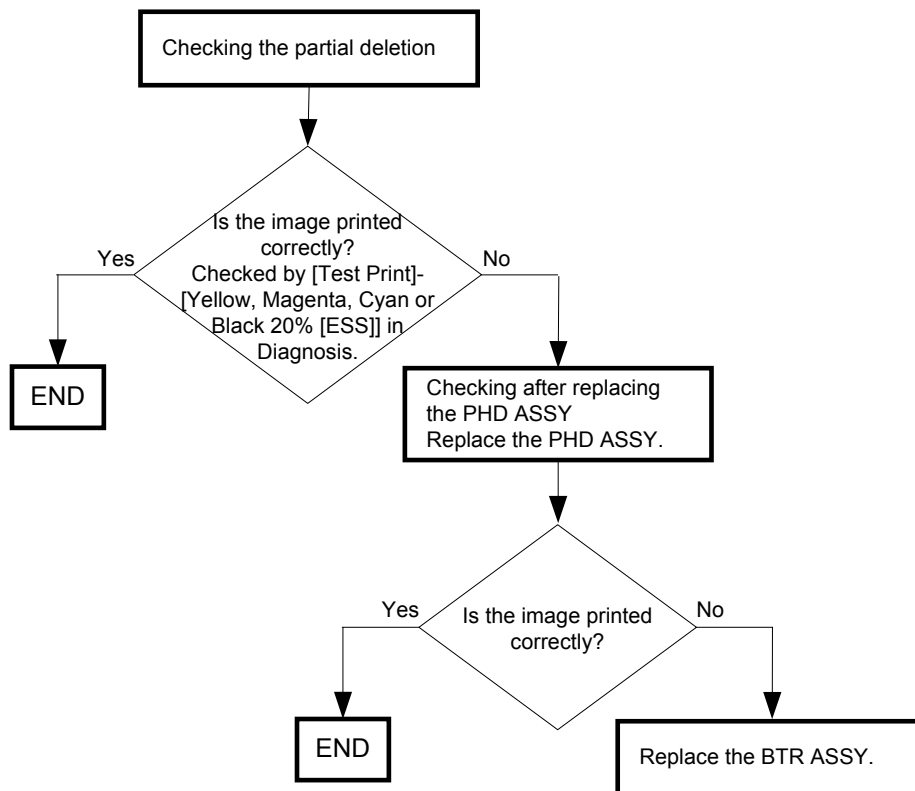 Checking the partial deletion
Is the image printed
correctly?
Checked by [Test Print]-
[Yellow, Magenta, Cyan or
Black 20% [ESS]] in
Diagnosis.
Yes
No
END
Checking after replacing
the PHD ASSY
Replace the PHD ASSY.
Yes
Is the image printed
correctly?
No
END
Replace the BTR ASSY.